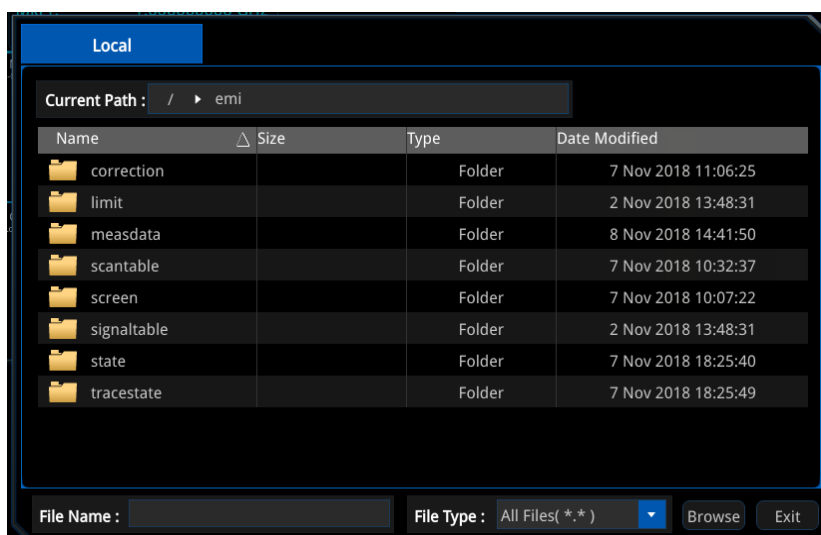 Local
Current Path : / emi
Name Size Type Date Modified
correction Folder 7 Nov 2018 11:06:25
limit Folder 2 Nov 2018 13:48:31
measdata Folder 8 Nov 2018 14:41:50
scantable Folder 7 Nov 2018 10:32:37
screen Folder 7 Nov 2018 10:07:22
signaltable Folder 2 Nov 2018 13:48:31
state Folder 7 Nov 2018 18:25:40
tracestate Folder 7 Nov 2018 18:25:49
File Name : File Type : All Files( *.* ) Browse Exit